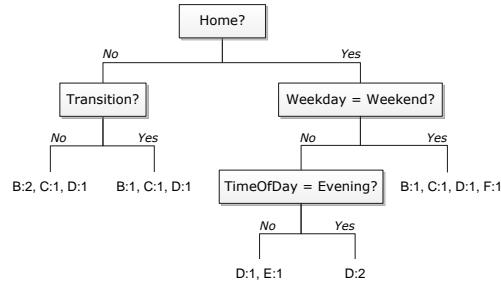 Home?
No
Yes
Transition?
Weekday = Weekend?
No
Yes
No
Yes
B:2, C:1, D:1
B:1, C:1, D:1
TimeOfDay = Evening?
B:1, C:1, D:1, F:1
No
Yes
D:1, E:1
D:2